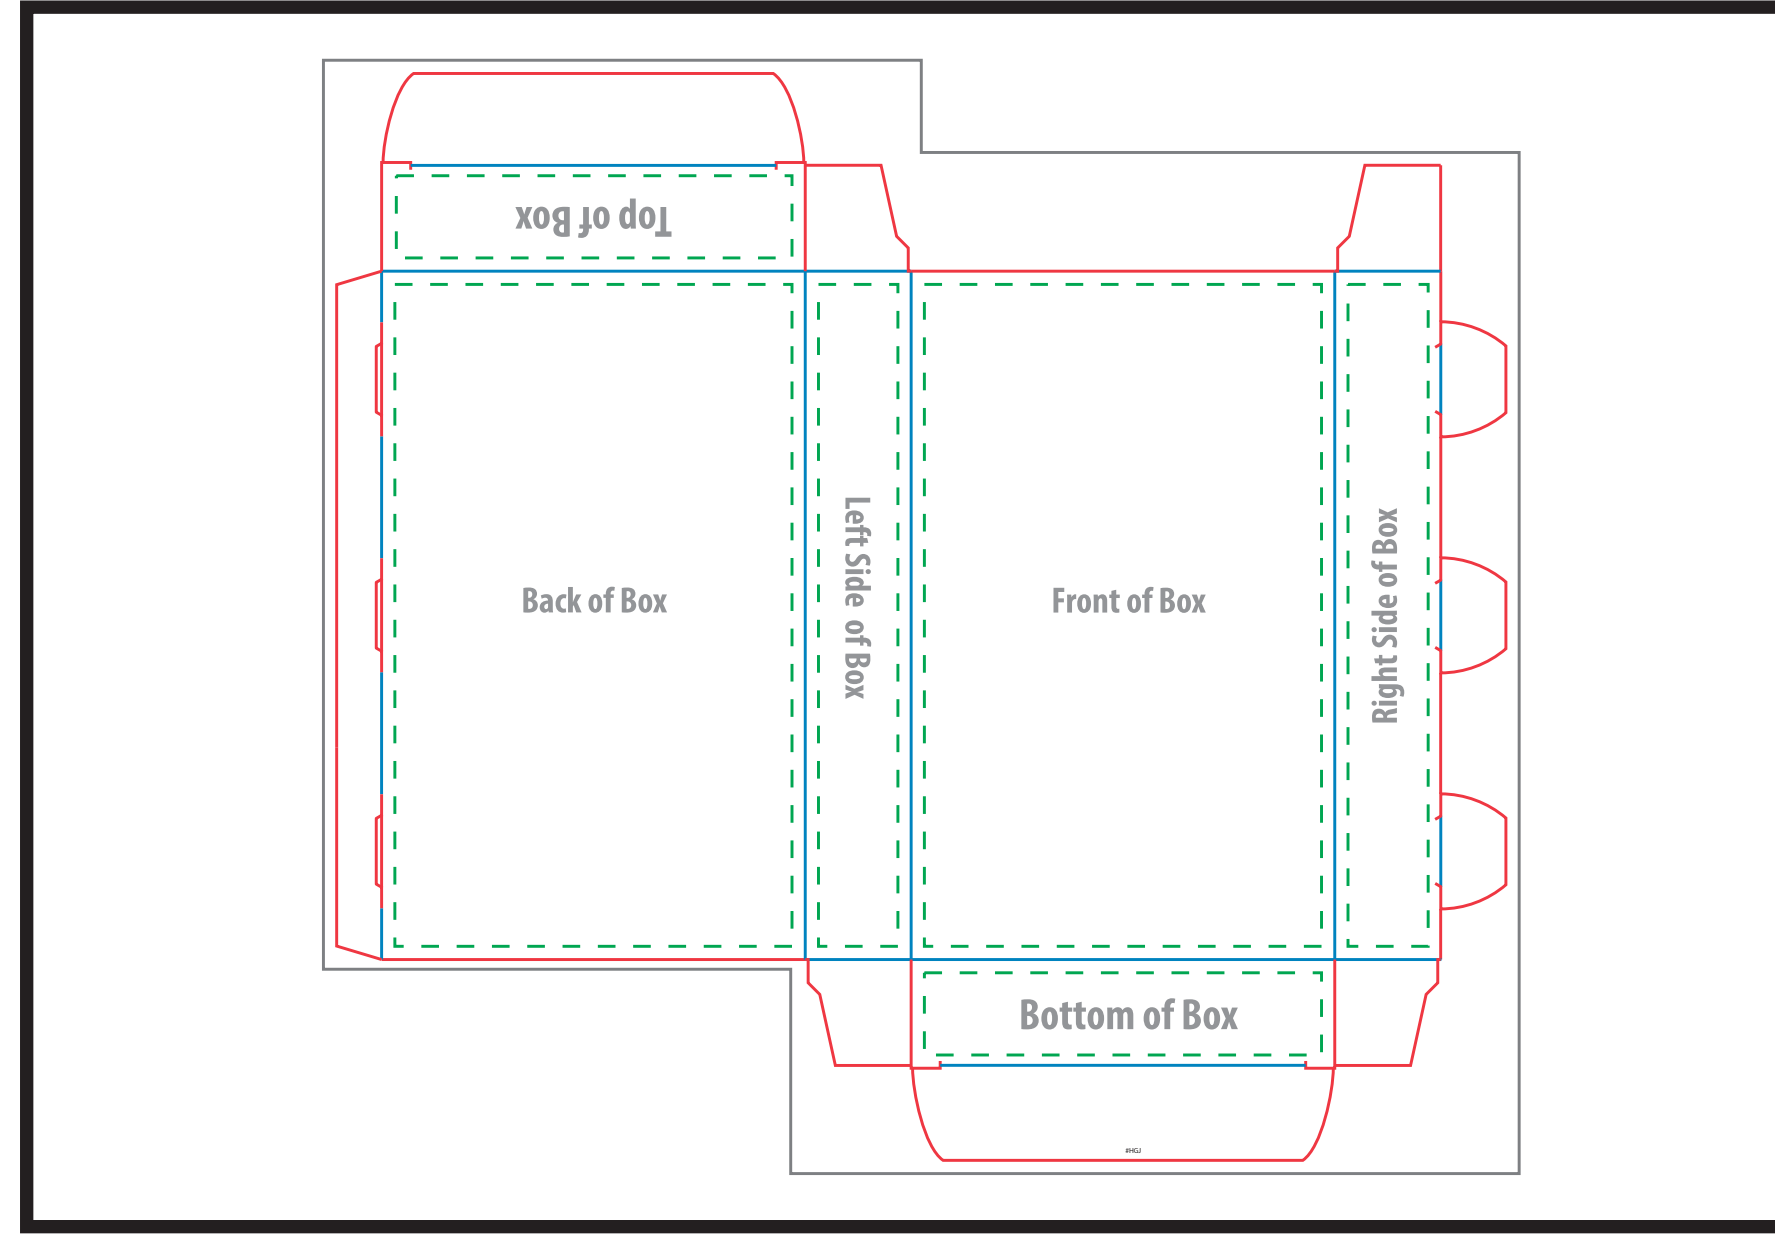 Top of Box
Back of Box
Left Side of Box
Front of Box
Right Side of Box
Bottom of Box
#HGJ